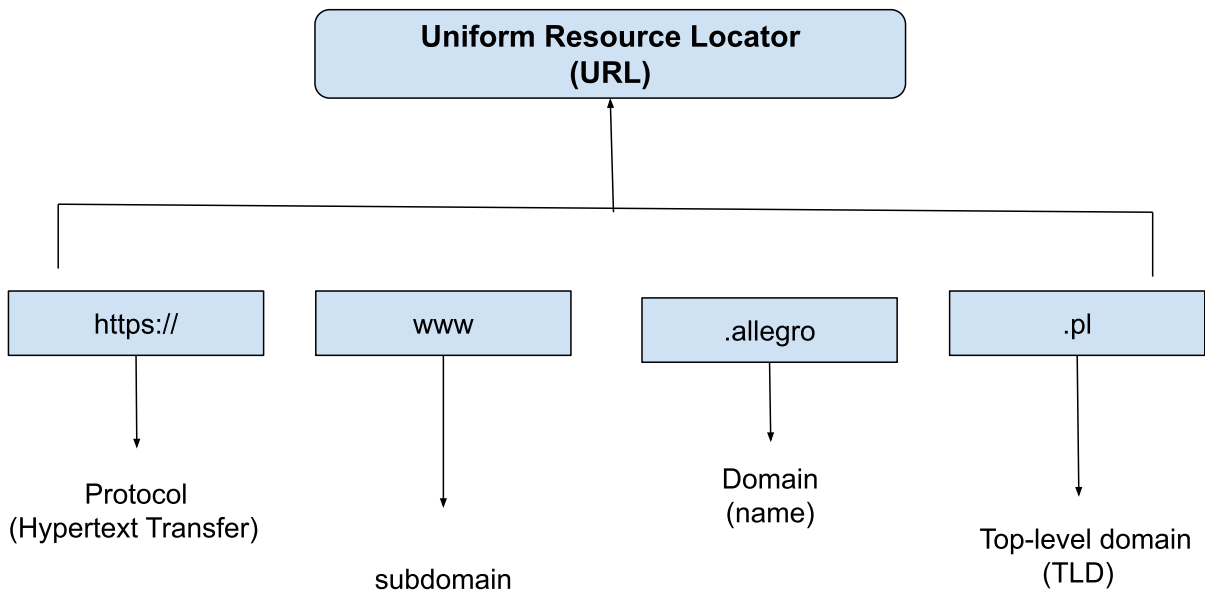 Uniform Resource Locator
(URL)
https://
www
.allegro
.pl
Protocol
(Hypertext Transfer)
subdomain
Domain
(name)
Top-level domain
(TLD)